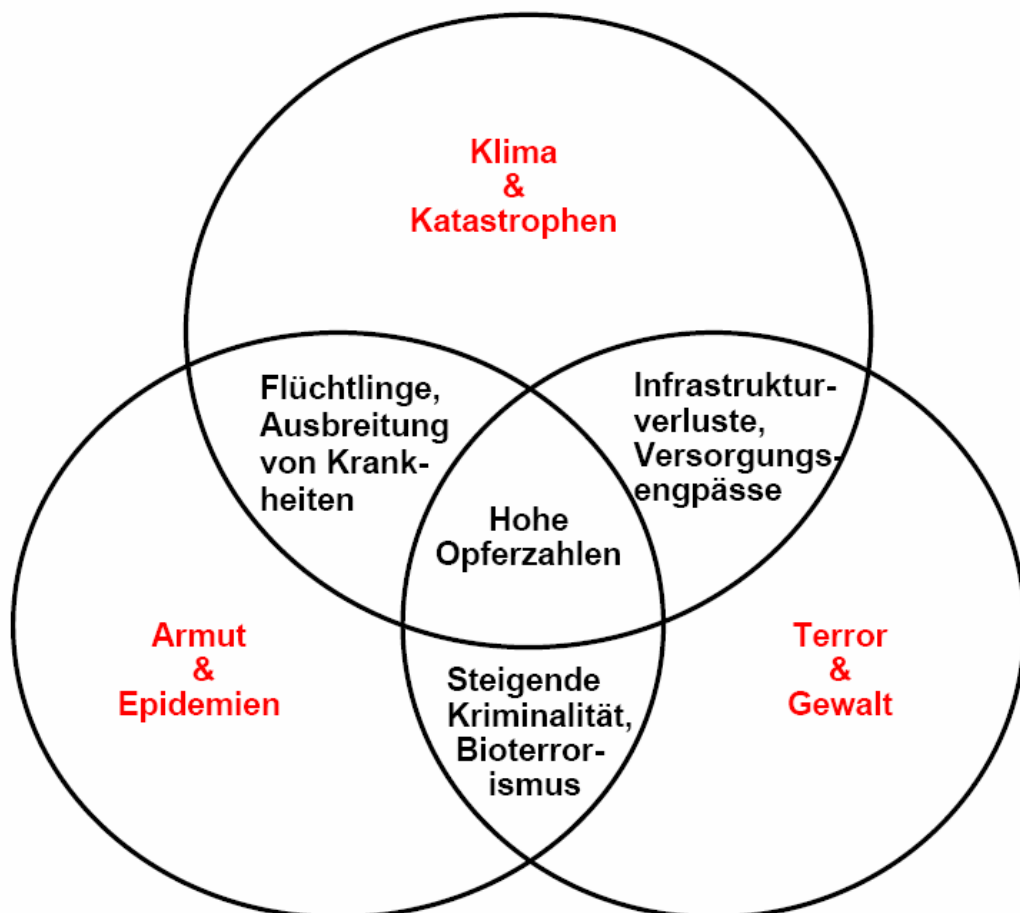 Klima
&
Katastrophen
Flüchtlinge,
Ausbreitung
von Krank-
heiten
Infrastruktur-
verluste,
Versorgungs-
engpässe
Hohe
Opferzahlen
Armut
&
Epidemien
Terror
&
Gewalt
Steigende
Kriminalität,
Bioterror-
ismus